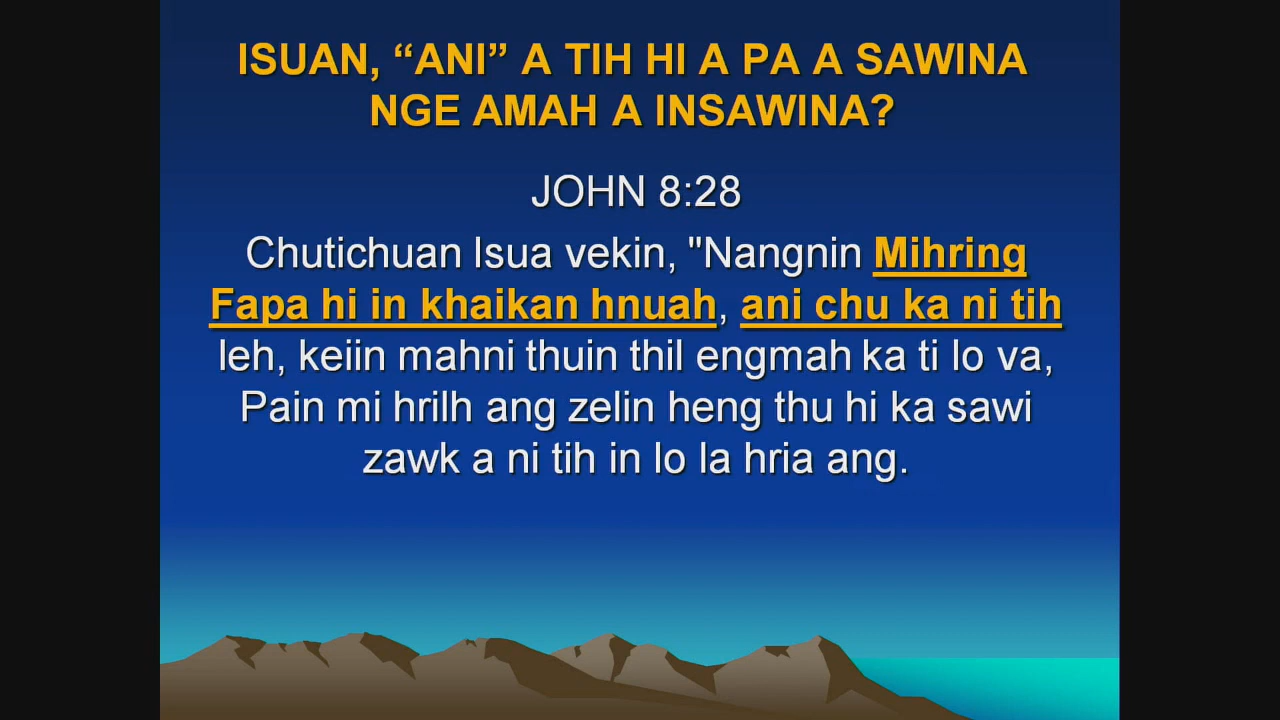 ISUAN, “ANI” A TIH HI A PA A SAWINA
NGE AMAH A INSAWINA?
JOHN 8:28
Chutichuan Isua vekin, "Nangnin Mihring
Fapa hi in khaikan hnuah, ani chu ka ni tih
leh, keiin mahni thuin thil engmah ka ti lo va,
Pain mi hrilh ang zelin heng thu hi ka sawi
zawk a ni tih in lo la hria ang.